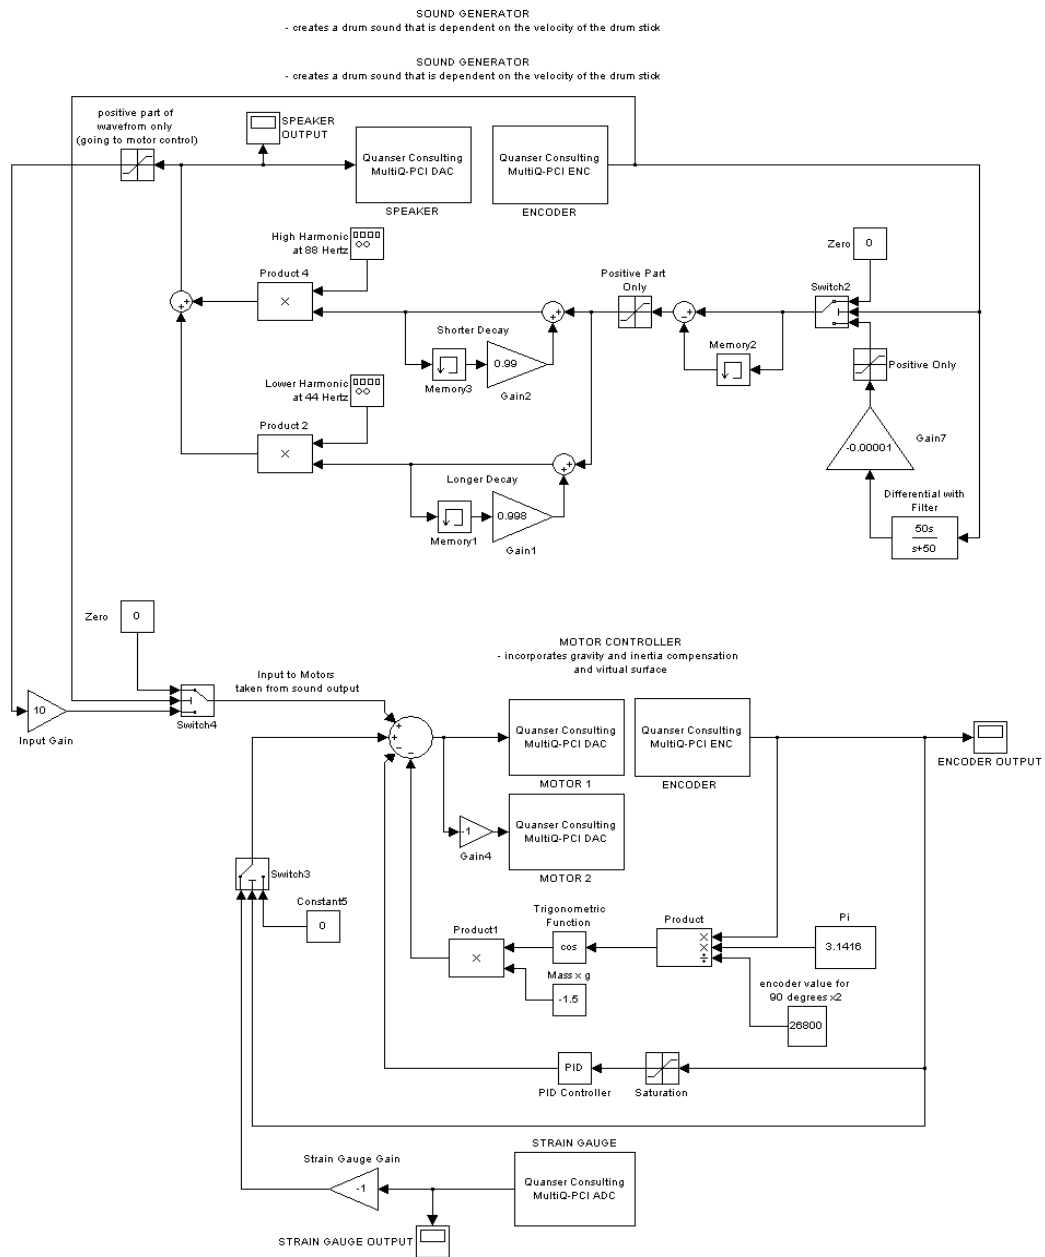 SOUND GENERATOR
- creates a drum sound that is dependent on the velocity of the drum stick
SOUND GENERATOR
- creates a drum sound that is dependent on the velocity of the drum stick
positive part of
wavefrom only
(going to motor control)
SPEAKER
OUTPUT
Quanser Consulting
MultiQ-PCI DAC
SPEAKER
Quanser Consulting
MultiQ-PCI ENC
ENCODER
High Harmonic
at 88 Hertz
Zero
0
Product 4
×
Positive Part
Only
Switch2
Shorter Decay
Memory3
0.99
Gain2
Memory2
Positive Only
Lower Harmonic
at 44 Hertz
Product 2
×
-0.00001
Gain7
Longer Decay
Memory1
0.998
Gain1
Differential with
Filter
50s
s+50
Zero
0
MOTOR CONTROLLER
- incorporates gravity and inertia compensation
and virtual surface
Input to Motors
taken from sound output
10
Input Gain
Switch4
Quanser Consulting
MultiQ-PCI DAC
MOTOR 1
Quanser Consulting
MultiQ-PCI ENC
ENCODER
ENCODER OUTPUT
-1
Gain4
Quanser Consulting
MultiQ-PCI DAC
MOTOR 2
Switch3
Constant5
0
Product1
×
Trigonometric
Function
cos
Product
×
×
÷
Pi
3.1416
Mass x g
-1.5
encoder value for
90 degrees x2
26800
PID
PID Controller
Saturation
STRAIN GAUGE
Quanser Consulting
MultiQ-PCI ADC
Strain Gauge Gain
-1
STRAIN GAUGE OUTPUT